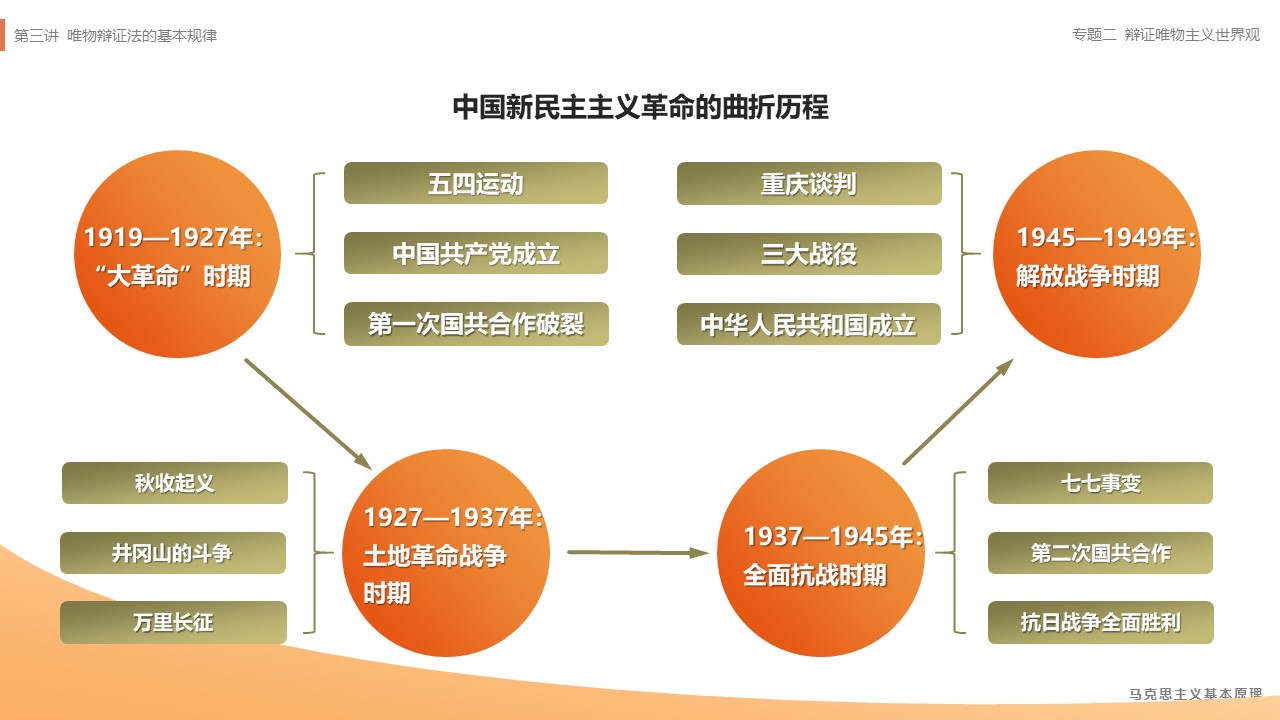 第三讲 唯物辩证法的基本规律
专题二 辩证唯物主义世界观
中国新民主主义革命的曲折历程
1919—1927年：
“大革命”时期
五四运动
中国共产党成立
第一次国共合作破裂
重庆谈判
三大战役
中华人民共和国成立
1945—1949年：
解放战争时期
秋收起义
井冈山的斗争
万里长征
1927—1937年：
土地革命战争
时期
1937—1945年：
全面抗战时期
七七事变
第二次国共合作
抗日战争全面胜利
马克思主义基本原理